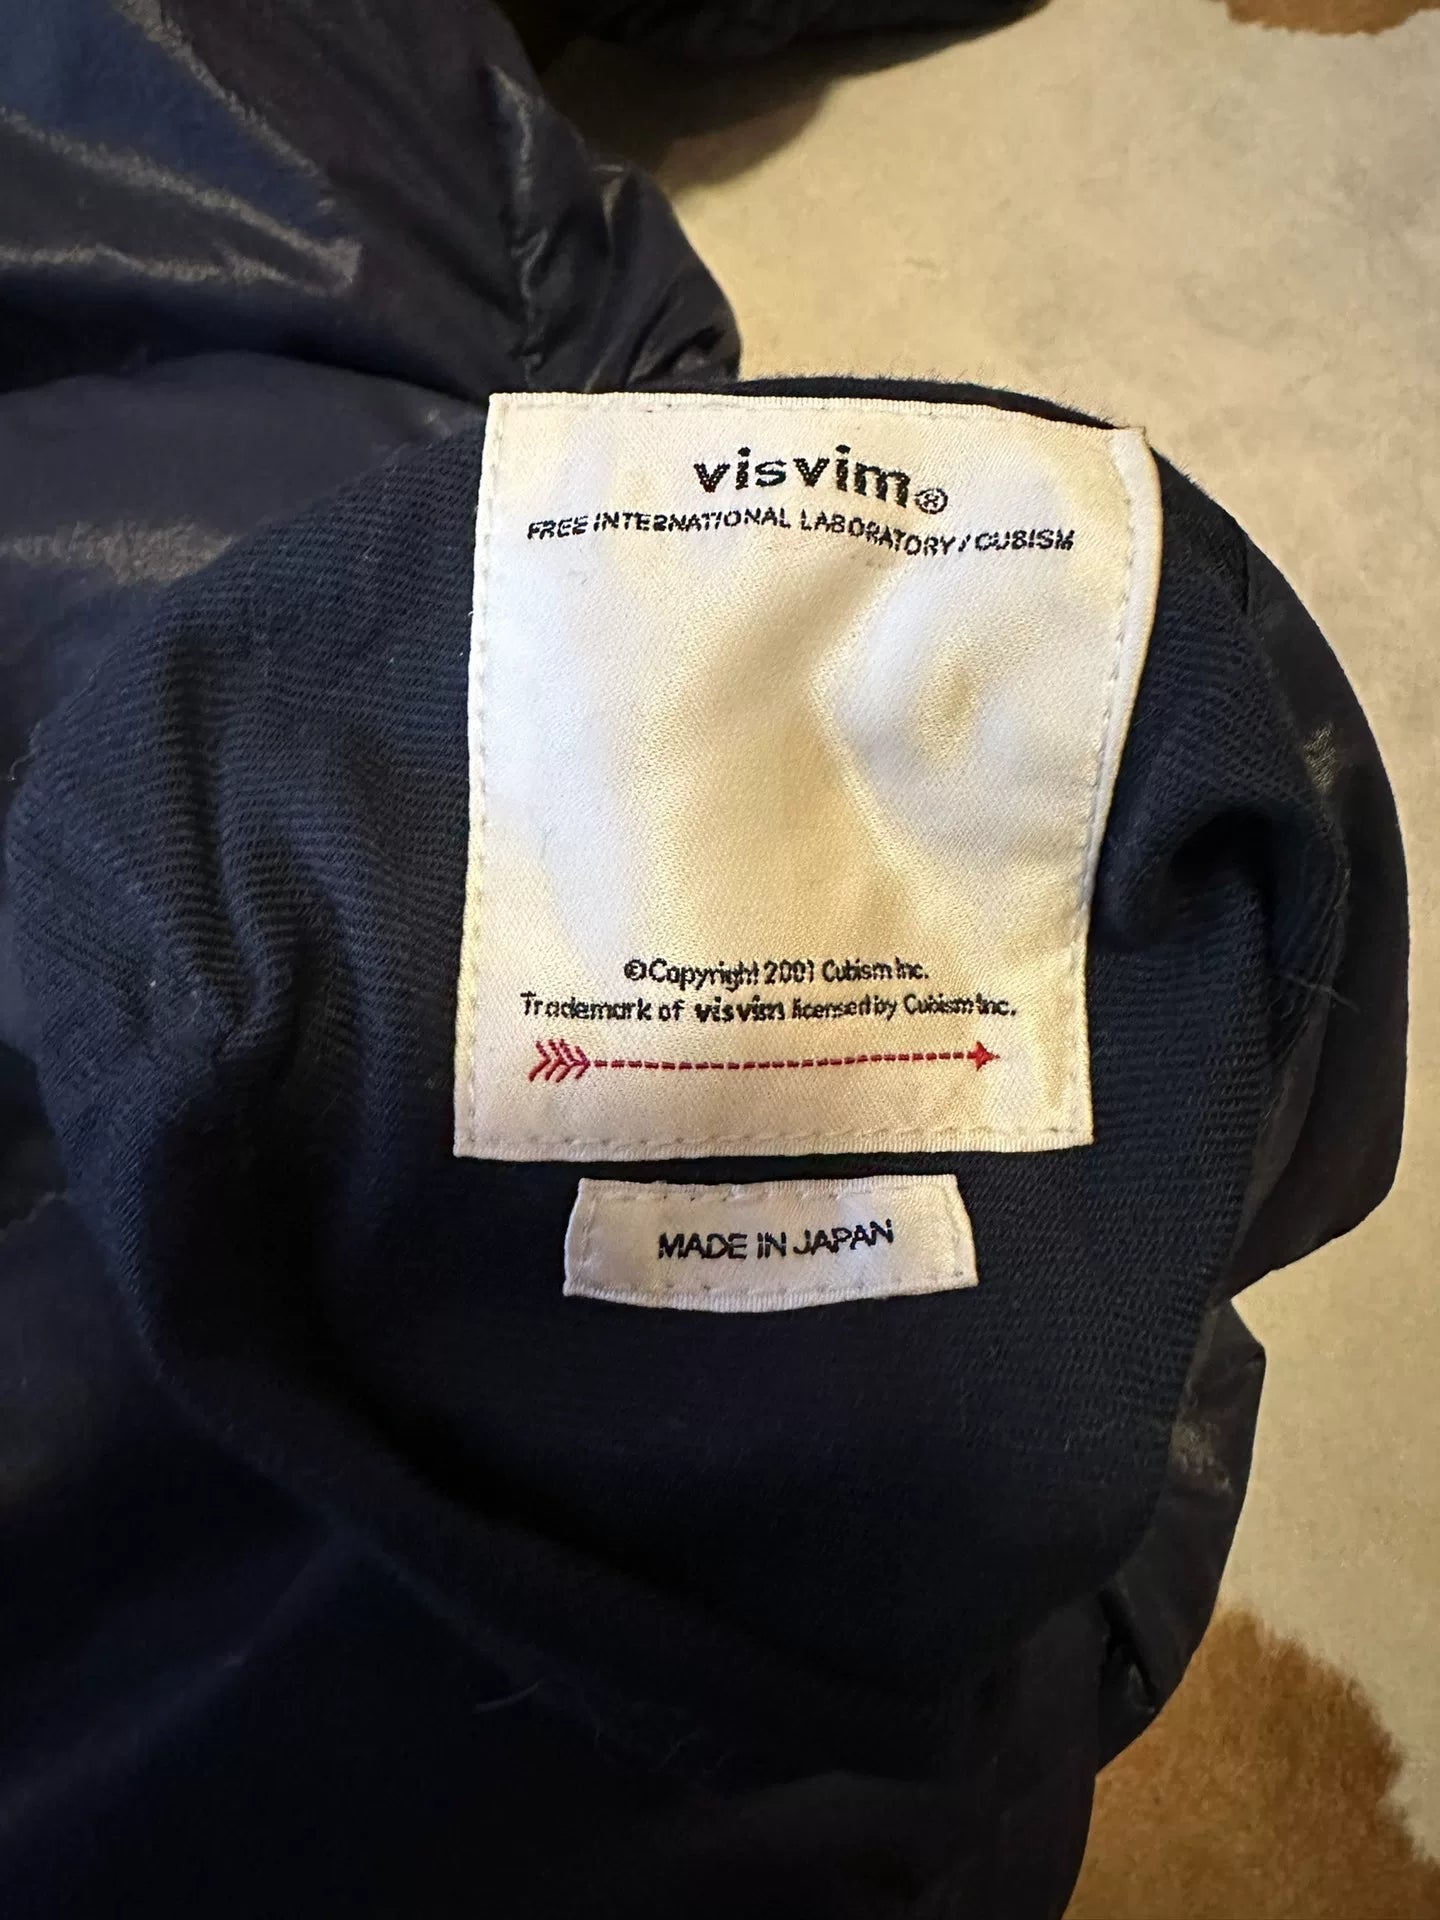 visvim®
FREE INTERNATIONAL LABORATORY / CUBISM
©Copyright 2001 Cubism Inc.
Trademark of visvim licensed by Cubism Inc.
MADE IN JAPAN